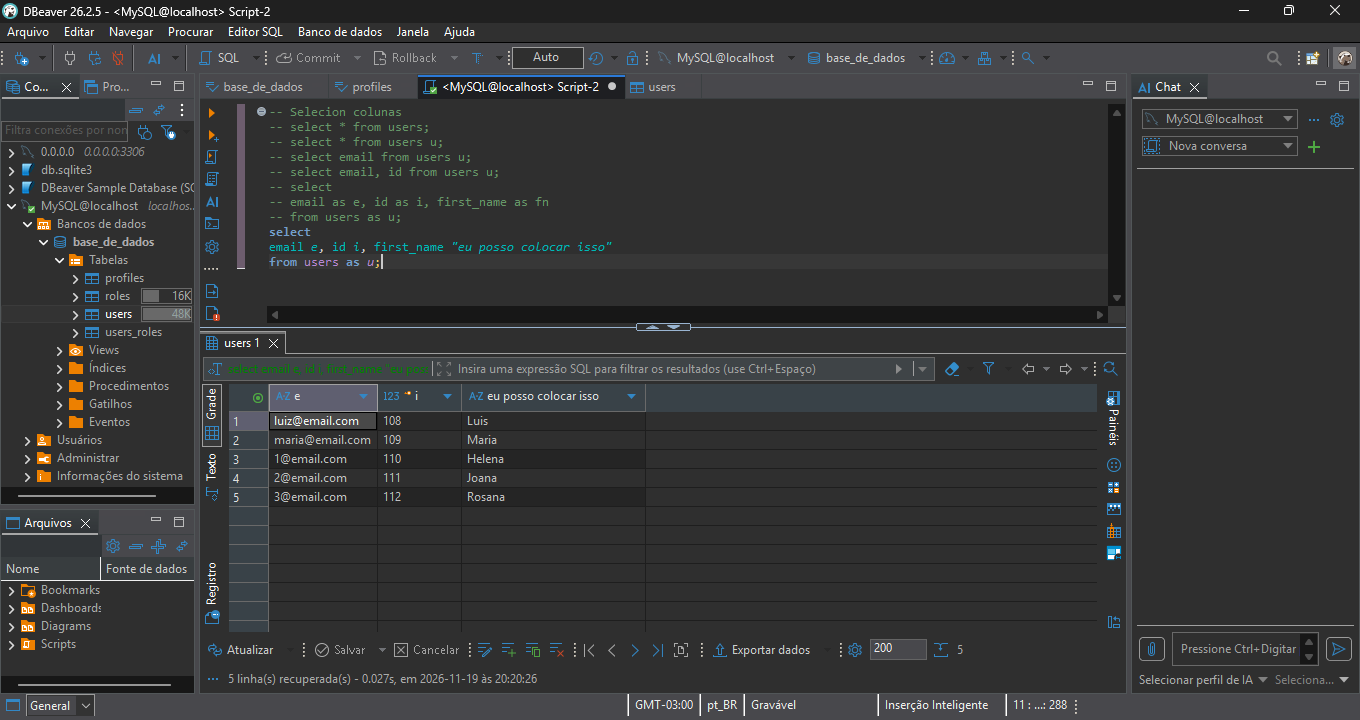 DBeaver 26.2.5 - <MySQL@localhost> Script-2
Arquivo Editar Navegar Procurar Editor SQL Banco de dados Janela Ajuda
AI SQL Commit Rollback T Auto MySQL@localhost base_de_dados
Co... Pro...
Filtra conexões por non
0.0.0.0 0.0.0.0:3306
db.sqlite3
DBeaver Sample Database (SQ
MySQL@localhost localhos...
Bancos de dados
base_de_dados
Tabelas
profiles
roles 16K
users 48K
users_roles
Views
Índices
Procedimentos
Gatilhos
Eventos
Usuários
Administrar
Informações do sistema
Arquivos
Nome Fonte de dados
Bookmarks
Dashboards
Diagrams
Scripts
base_de_dados profiles <MySQL@localhost> Script-2 users
-- Selecion colunas
-- select * from users;
-- select * from users u;
-- select email from users u;
-- select email, id from users u;
-- select
-- email as e, id as i, first_name as fn
-- from users as u;
select
email e, id i, first_name "eu posso colocar isso"
from users as u;
AI
users 1
select email e, id i, first_name "eu poss Insira uma expressão SQL para filtrar os resultados (use Ctrl+Espaço)
Grade
Texto
Registro
A-Z e 123 i A-Z eu posso colocar isso
1 luiz@email.com 108 Luis
2 maria@email.com 109 Maria
3 1@email.com 110 Helena
4 2@email.com 111 Joana
5 3@email.com 112 Rosana
Painéis
Atualizar Salvar Cancelar Exportar dados 200 5
5 linha(s) recuperada(s) - 0.027s, em 2026-11-19 às 20:20:26
AI Chat
MySQL@localhost
Nova conversa
Pressione Ctrl+Digitar
Selecionar perfil de IA Seleciona...
General GMT-03:00 pt_BR Gravável Inserção Inteligente 11 : ...: 288